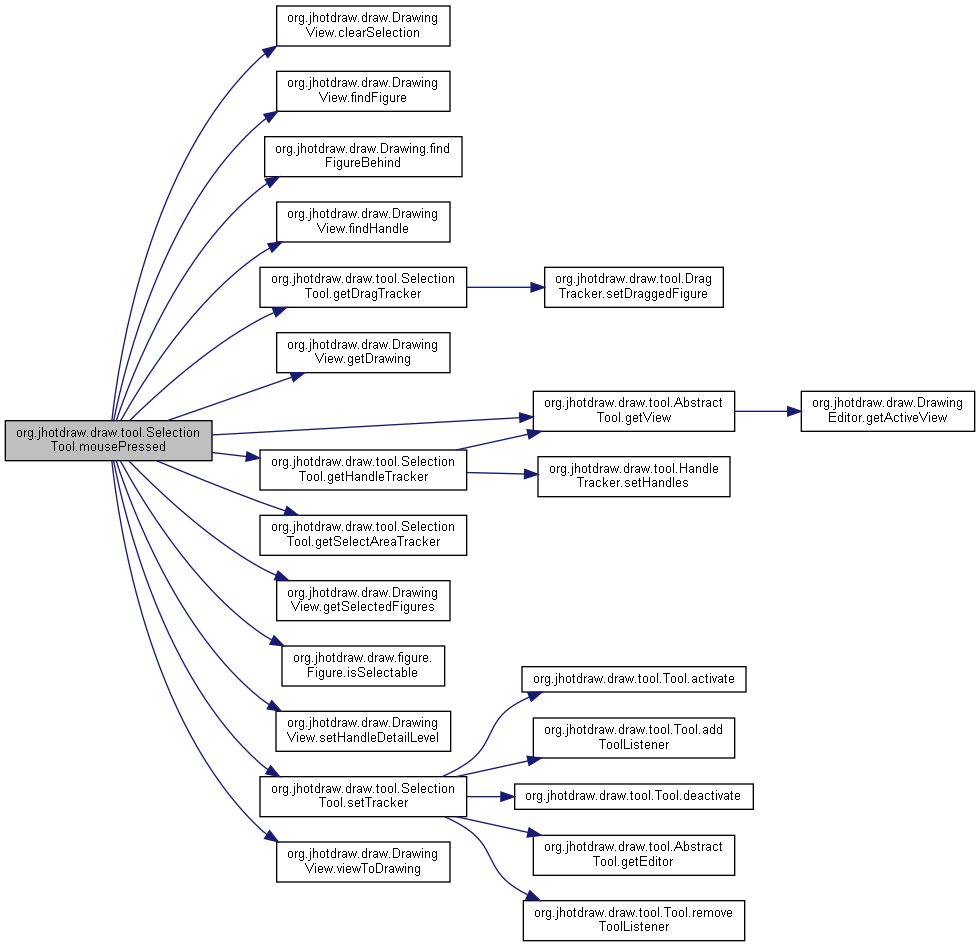 org.jhotdraw.draw.Drawing
View.clearSelection
org.jhotdraw.draw.Drawing
View.findFigure
org.jhotdraw.draw.Drawing.find
FigureBehind
org.jhotdraw.draw.Drawing
View.findHandle
org.jhotdraw.draw.tool.Selection
Tool.getDragTracker
org.jhotdraw.draw.tool.Drag
Tracker.setDraggedFigure
org.jhotdraw.draw.Drawing
View.getDrawing
org.jhotdraw.draw.tool.Abstract
Tool.getView
org.jhotdraw.draw.Drawing
Editor.getActiveView
org.jhotdraw.draw.tool.Selection
Tool.mousePressed
org.jhotdraw.draw.tool.Selection
Tool.getHandleTracker
org.jhotdraw.draw.tool.Handle
Tracker.setHandles
org.jhotdraw.draw.tool.Selection
Tool.getSelectAreaTracker
org.jhotdraw.draw.Drawing
View.getSelectedFigures
org.jhotdraw.draw.figure.
Figure.isSelectable
org.jhotdraw.draw.tool.Tool.activate
org.jhotdraw.draw.Drawing
View.setHandleDetailLevel
org.jhotdraw.draw.tool.Tool.add
ToolListener
org.jhotdraw.draw.tool.Selection
Tool.setTracker
org.jhotdraw.draw.tool.Tool.deactivate
org.jhotdraw.draw.Drawing
View.viewToDrawing
org.jhotdraw.draw.tool.Abstract
Tool.getEditor
org.jhotdraw.draw.tool.Tool.remove
ToolListener